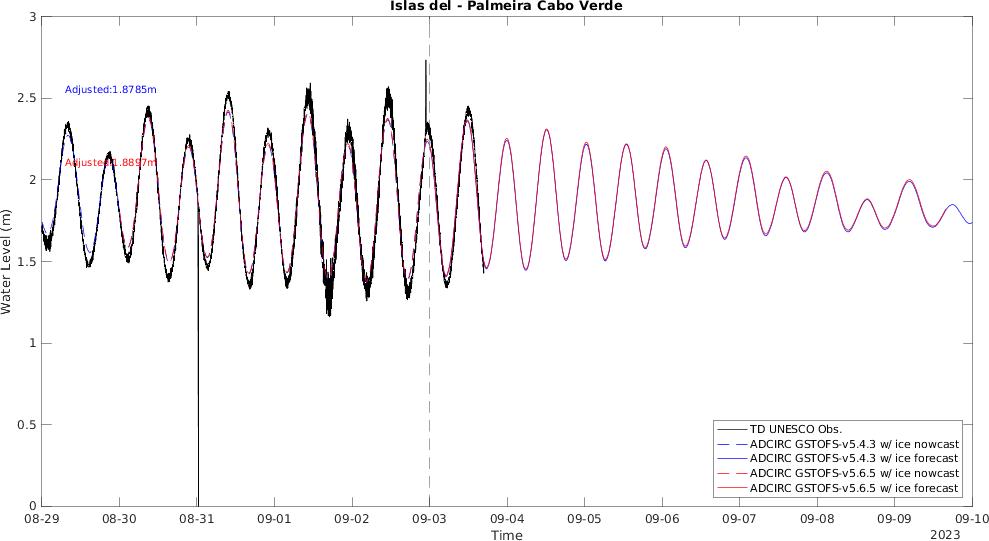 Islas del - Palmeira Cabo Verde
3
2.5
2
1.5
1
0.5
0
Water Level (m)
Adjusted:1.8785m
Adjusted:1.8897m
TD UNESCO Obs.
ADCIRC GSTOFS-v5.4.3 w/ ice nowcast
ADCIRC GSTOFS-v5.4.3 w/ ice forecast
ADCIRC GSTOFS-v5.6.5 w/ ice nowcast
ADCIRC GSTOFS-v5.6.5 w/ ice forecast
08-29 08-30 08-31 09-01 09-02 09-03 09-04 09-05 09-06 09-07 09-08 09-09 09-10
Time
2023